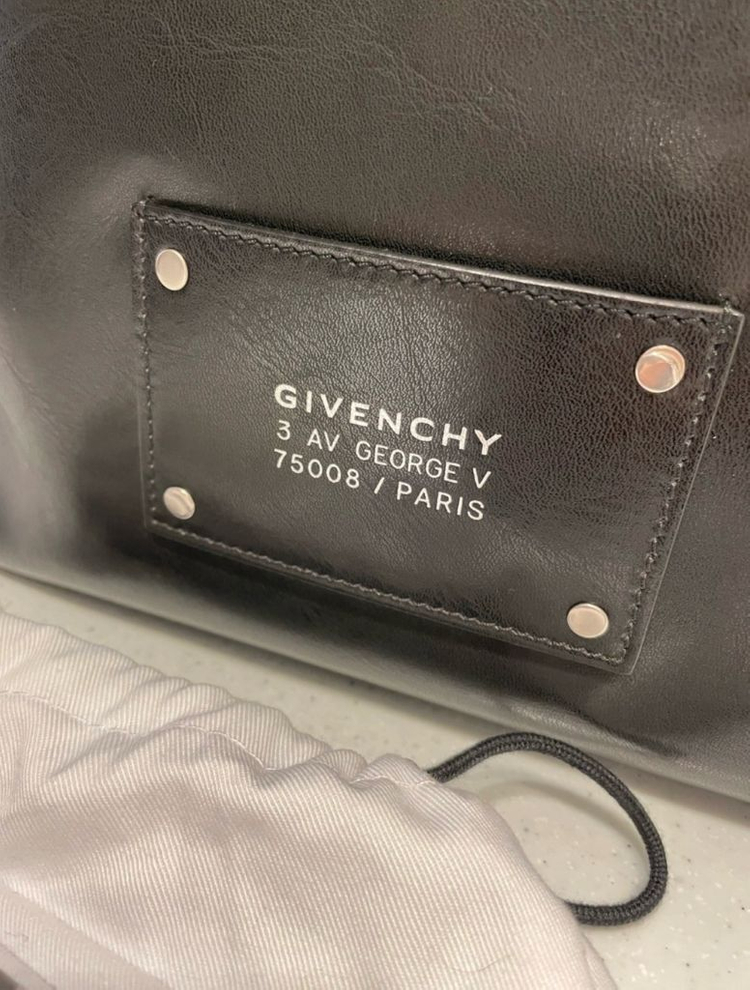 GIVENCHY
3 AV GEORGE V
75008 / PARIS